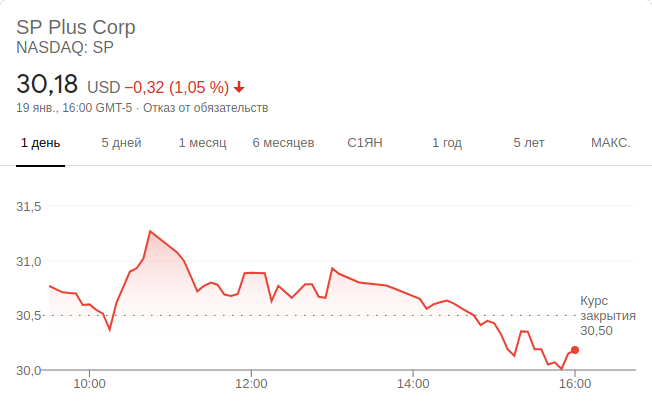 SP Plus Corp
NASDAQ: SP
30,18 USD −0,32 (1,05 %)
19 янв., 16:00 GMT-5 · Отказ от обязательств
1 день 5 дней 1 месяц 6 месяцев С1ЯН 1 год 5 лет МАКС.
31,5
31,0
30,5
30,0
Курс
закрытия
30,50
10:00 12:00 14:00 16:00